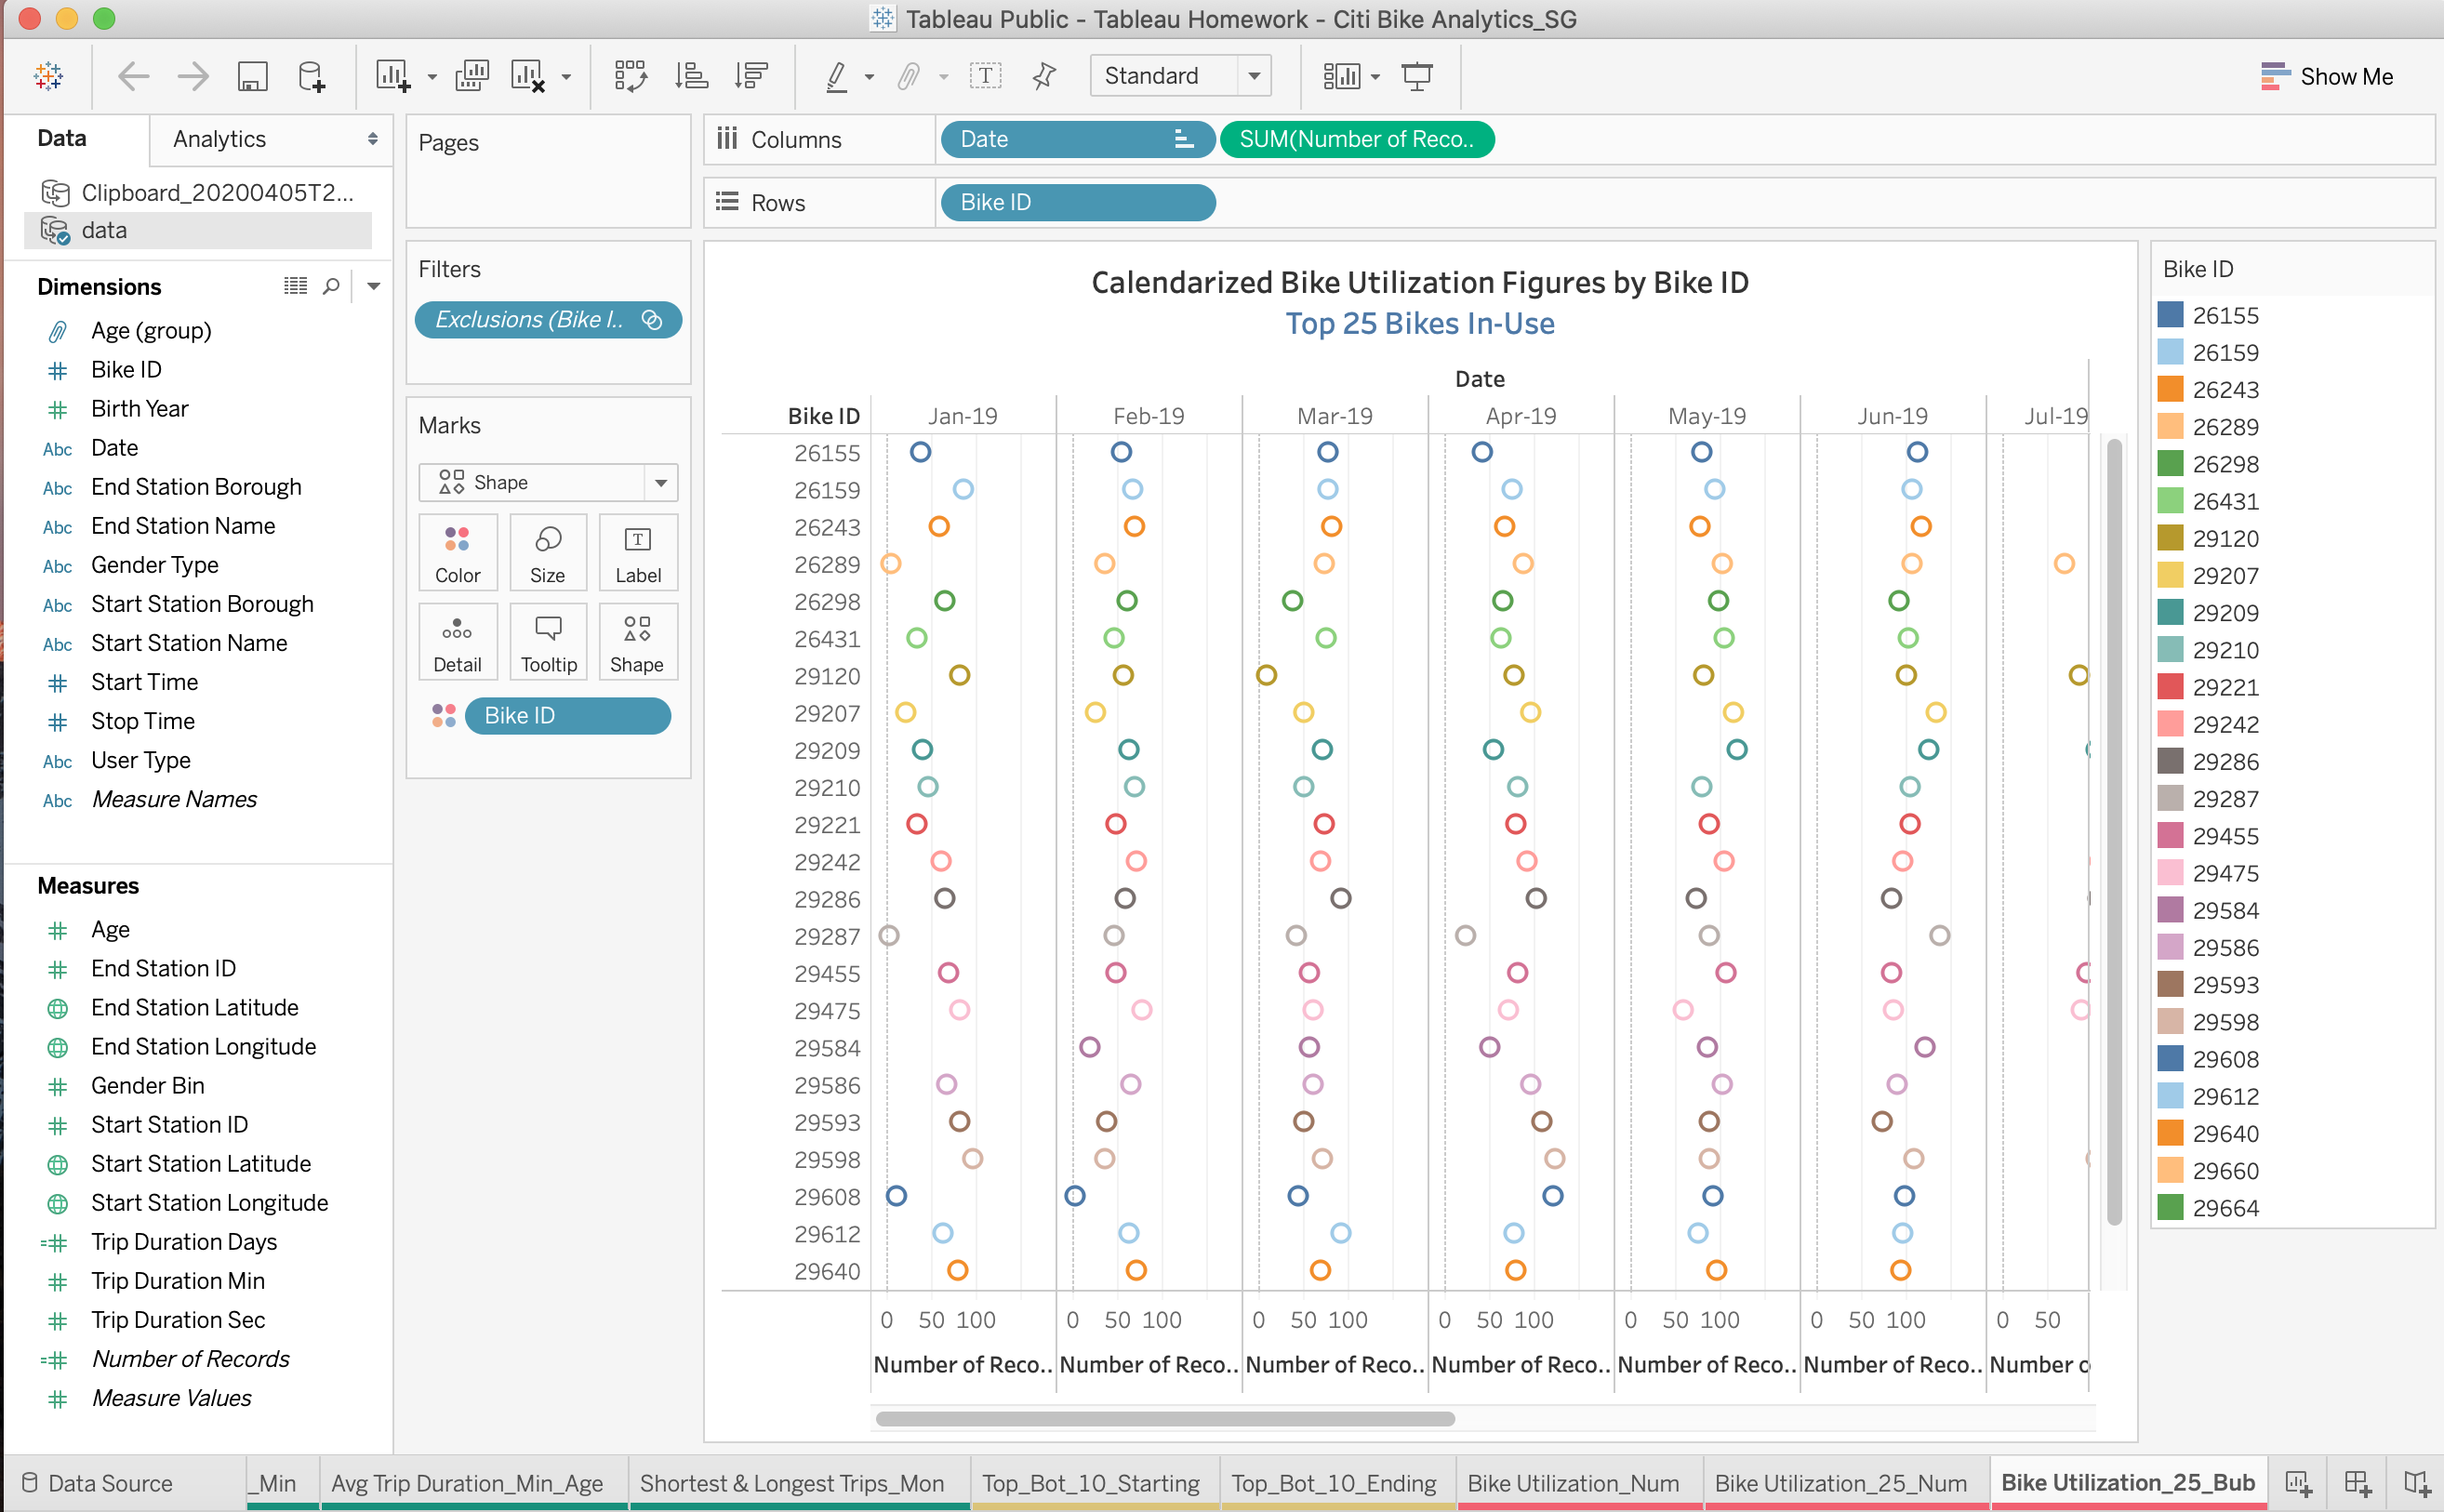 Tableau Public - Tableau Homework - Citi Bike Analytics_SG
Standard
Show Me
Data
Analytics
Clipboard_20200405T2...
data
Dimensions
Age (group)
Bike ID
Birth Year
Abc Date
Abc End Station Borough
Abc End Station Name
Abc Gender Type
Abc Start Station Borough
Abc Start Station Name
Start Time
Stop Time
Abc User Type
Abc Measure Names
Measures
Age
End Station ID
End Station Latitude
End Station Longitude
Gender Bin
Start Station ID
Start Station Latitude
Start Station Longitude
Trip Duration Days
Trip Duration Min
Trip Duration Sec
Number of Records
Measure Values
Pages
Filters
Exclusions (Bike I..
Marks
Shape
Color Size Label
Detail Tooltip Shape
Bike ID
Columns Date SUM(Number of Reco..
Rows Bike ID
Calendarized Bike Utilization Figures by Bike ID
Top 25 Bikes In-Use
Date
Bike ID Jan-19 Feb-19 Mar-19 Apr-19 May-19 Jun-19 Jul-19
26155
26159
26243
26289
26298
26431
29120
29207
29209
29210
29221
29242
29286
29287
29455
29475
29584
29586
29593
29598
29608
29612
29640
0 50 100 0 50 100 0 50 100 0 50 100 0 50 100 0 50 100 0 50
Number of Reco.. Number of Reco.. Number of Reco.. Number of Reco.. Number of Reco.. Number of Reco.. Number o
Bike ID
26155
26159
26243
26289
26298
26431
29120
29207
29209
29210
29221
29242
29286
29287
29455
29475
29584
29586
29593
29598
29608
29612
29640
29660
29664
Data Source
_Min
Avg Trip Duration_Min_Age
Shortest & Longest Trips_Mon
Top_Bot_10_Starting
Top_Bot_10_Ending
Bike Utilization_Num
Bike Utilization_25_Num
Bike Utilization_25_Bub